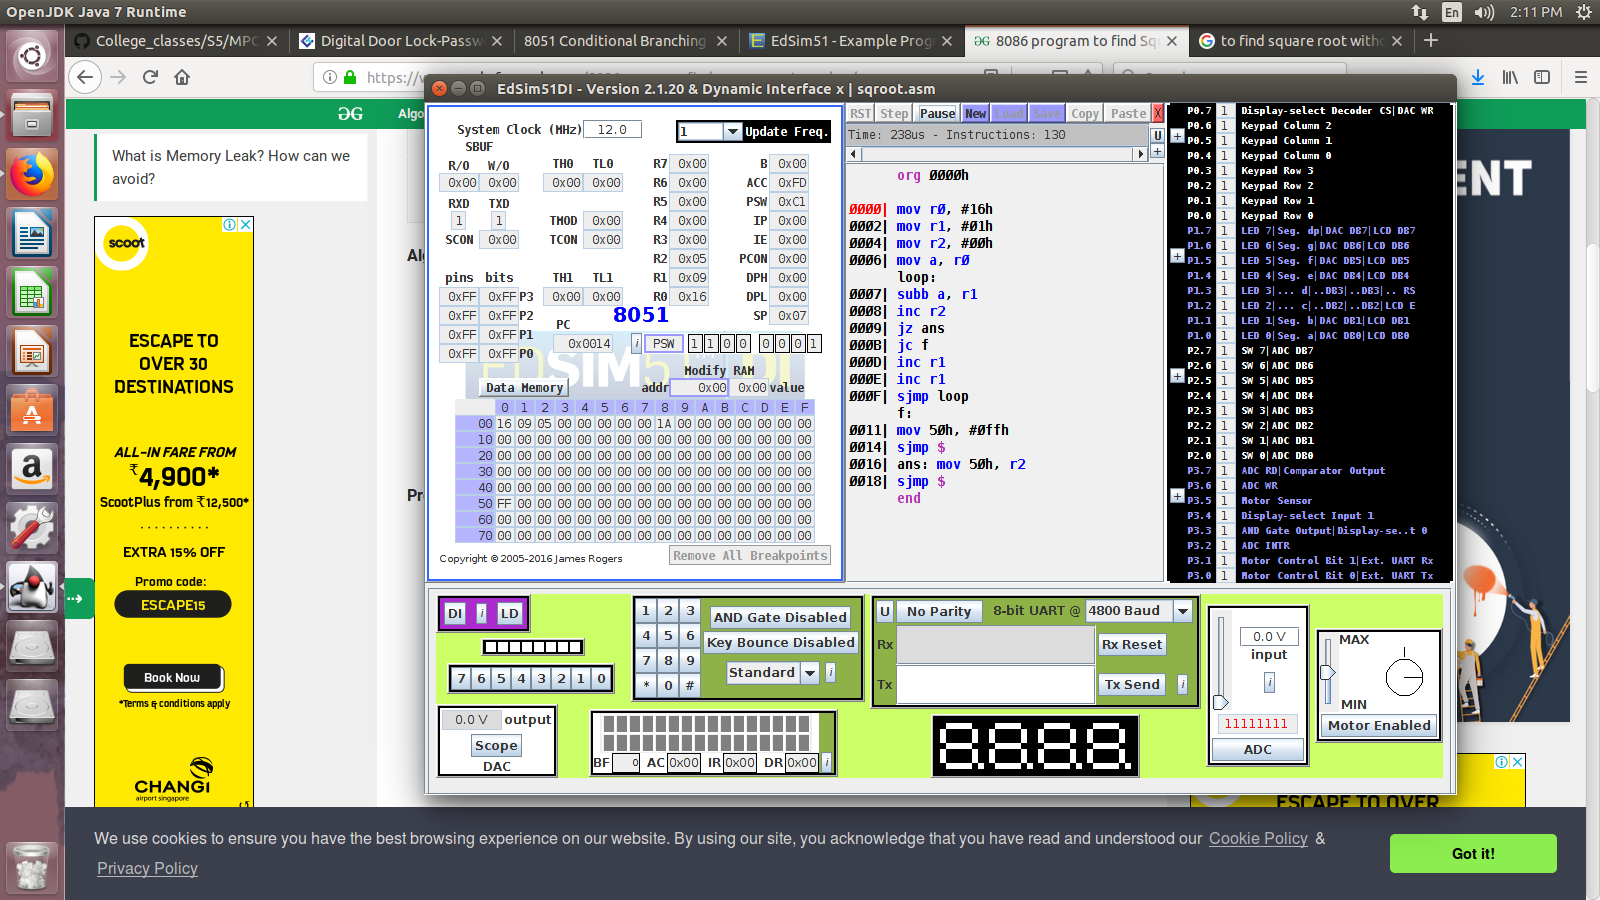 OpenJDK Java 7 Runtime
En
2:11 PM
College_classes/S5/MPC
Digital Door Lock-Passw
8051 Conditional Branching
EdSim51 - Example Prog
8086 program to find Sq
to find square root with
https://w
Algo
What is Memory Leak? How can we
avoid?
scoot
ESCAPE TO
OVER 30
DESTINATIONS
ALL-IN FARE FROM
₹4,900*
ScootPlus from ₹12,500*
EXTRA 15% OFF
Promo code:
ESCAPE15
Book Now
*Terms & conditions apply
CHANGI
airport singapore
Alg
Pr
ENT
ESCAPE TO OVER
EdSim51DI - Version 2.1.20 & Dynamic Interface x | sqroot.asm
System Clock (MHz) 12.0
1 Update Freq.
SBUF
R/O W/O TH0 TL0 R7 0x00 B 0x00
0x00 0x00 0x00 0x00 R6 0x00 ACC 0xFD
RXD TXD R5 0x00 PSW 0xC1
1 1 TMOD 0x00 R4 0x00 IP 0x00
SCON 0x00 TCON 0x00 R3 0x00 IE 0x00
R2 0x05 PCON 0x00
pins bits TH1 TL1 R1 0x09 DPH 0x00
0xFF 0xFF P3 0x00 0x00 R0 0x16 DPL 0x00
0xFF 0xFF P2 8051 SP 0x07
0xFF 0xFF P1 PC
0xFF 0xFF P0 0x0014 i PSW 1 1 0 0 0 0 0 1
EDSIM51DI
Modify RAM
Data Memory addr 0x00 0x00 value
0 1 2 3 4 5 6 7 8 9 A B C D E F
00 16 09 05 00 00 00 00 00 1A 00 00 00 00 00 00 00
10 00 00 00 00 00 00 00 00 00 00 00 00 00 00 00 00
20 00 00 00 00 00 00 00 00 00 00 00 00 00 00 00 00
30 00 00 00 00 00 00 00 00 00 00 00 00 00 00 00 00
40 00 00 00 00 00 00 00 00 00 00 00 00 00 00 00 00
50 FF 00 00 00 00 00 00 00 00 00 00 00 00 00 00 00
60 00 00 00 00 00 00 00 00 00 00 00 00 00 00 00 00
70 00 00 00 00 00 00 00 00 00 00 00 00 00 00 00 00
Copyright © 2005-2016 James Rogers
Remove All Breakpoints
RST Step Pause New Load Save Copy Paste X
Time: 238us - Instructions: 130 U
org 0000h
0000| mov r0, #16h
0002| mov r1, #01h
0004| mov r2, #00h
0006| mov a, r0
loop:
0007| subb a, r1
0008| inc r2
0009| jz ans
000B| jc f
000D| inc r1
000E| inc r1
000F| sjmp loop
f:
0011| mov 50h, #0ffh
0014| sjmp $
0016| ans: mov 50h, r2
0018| sjmp $
end
P0.7 1 Display-select Decoder CS|DAC WR
P0.6 1 Keypad Column 2
P0.5 1 Keypad Column 1
P0.4 1 Keypad Column 0
P0.3 1 Keypad Row 3
P0.2 1 Keypad Row 2
P0.1 1 Keypad Row 1
P0.0 1 Keypad Row 0
P1.7 1 LED 7|Seg. dp|DAC DB7|LCD DB7
P1.6 1 LED 6|Seg. g|DAC DB6|LCD DB6
P1.5 1 LED 5|Seg. f|DAC DB5|LCD DB5
P1.4 1 LED 4|Seg. e|DAC DB4|LCD DB4
P1.3 1 LED 3|... d|..DB3|..DB3|.. RS
P1.2 1 LED 2|... c|..DB2|..DB2|LCD E
P1.1 1 LED 1|Seg. b|DAC DB1|LCD DB1
P1.0 1 LED 0|Seg. a|DAC DB0|LCD DB0
P2.7 1 SW 7|ADC DB7
P2.6 1 SW 6|ADC DB6
P2.5 1 SW 5|ADC DB5
P2.4 1 SW 4|ADC DB4
P2.3 1 SW 3|ADC DB3
P2.2 1 SW 2|ADC DB2
P2.1 1 SW 1|ADC DB1
P2.0 1 SW 0|ADC DB0
P3.7 1 ADC RD|Comparator Output
P3.6 1 ADC WR
P3.5 1 Motor Sensor
P3.4 1 Display-select Input 1
P3.3 1 AND Gate Output|Display-se..t 0
P3.2 1 ADC INTR
P3.1 1 Motor Control Bit 1|Ext. UART Rx
P3.0 1 Motor Control Bit 0|Ext. UART Tx
DI i LD
7 6 5 4 3 2 1 0
0.0 V output
Scope
DAC
1 2 3
4 5 6
7 8 9
* 0 #
AND Gate Disabled
Key Bounce Disabled
Standard i
BF 0 AC 0x00 IR 0x00 DR 0x00 i
U No Parity 8-bit UART @ 4800 Baud
Rx Rx Reset
Tx Tx Send i
8.8.8.8.
0.0 V
input
i
11111111
ADC
MAX
MIN
Motor Enabled
We use cookies to ensure you have the best browsing experience on our website. By using our site, you acknowledge that you have read and understood our Cookie Policy &
Privacy Policy
Got it!